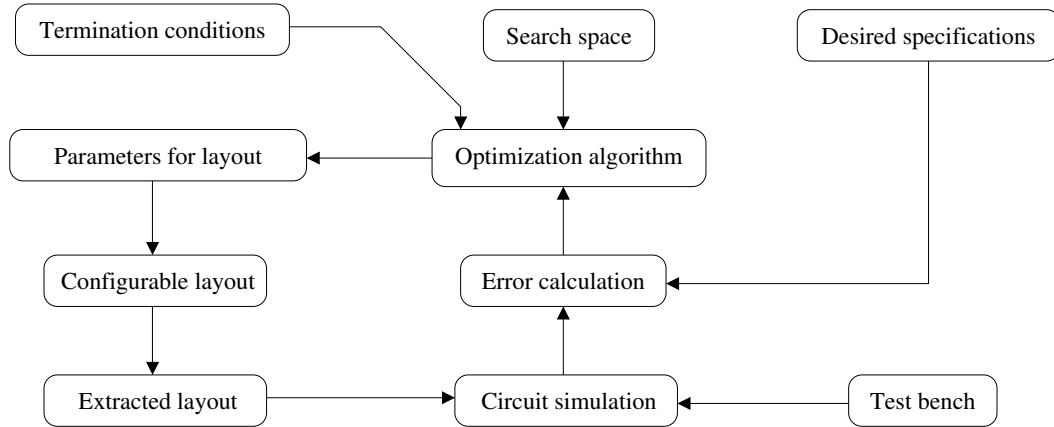 Termination conditions
Search space
Desired specifications
Parameters for layout
Optimization algorithm
Configurable layout
Error calculation
Extracted layout
Circuit simulation
Test bench